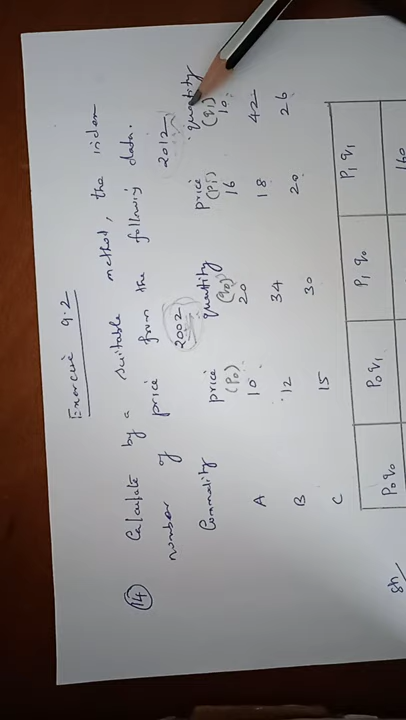 Exercise 9.2
(14) Calculate by a suitable method, the index
number of price from the following data.
2002 2012
Commodity price (P₀) quantity (q₀) price (P₁) quantity (q₁)
A 10 20 16 10
B 12 34 18 42
C 15 30 20 26
P₀q₀ P₀q₁ P₁q₀ P₁q₁
160